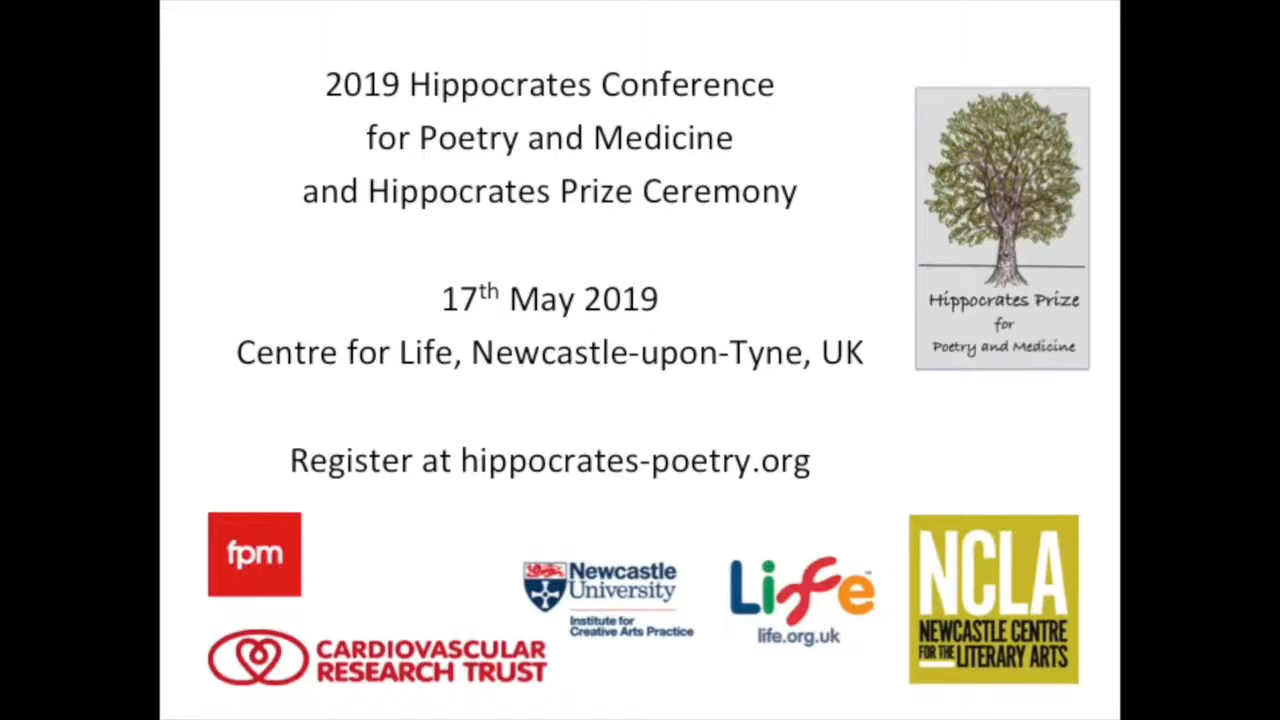 2019 Hippocrates Conference
for Poetry and Medicine
and Hippocrates Prize Ceremony
17th May 2019
Centre for Life, Newcastle-upon-Tyne, UK
Register at hippocrates-poetry.org
Hippocrates Prize
for
Poetry and Medicine
fpm
CARDIOVASCULAR
RESEARCH TRUST
Newcastle
University
Institute for
Creative Arts Practice
Life™
life.org.uk
NCLA
NEWCASTLE CENTRE
FOR THE LITERARY ARTS